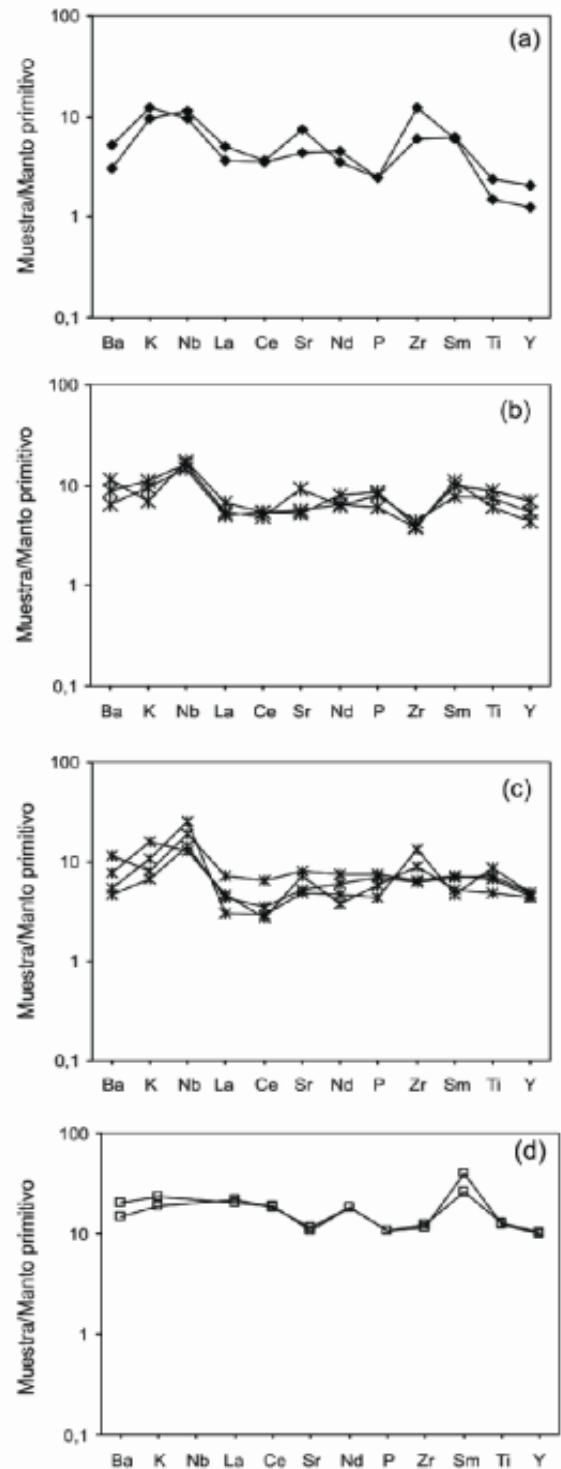 (a)
Muestra/Manto primitivo
10
10
1
0,1
Ba K Nb La Ce Sr Nd P Zr Sm Ti Y
(b)
Muestra/Manto primitivo
100
10
1
0,1
Ba K Nb La Ce Sr Nd P Zr Sm Ti Y
(c)
Muestra/Manto primitivo
100
10
1
0,1
Ba K Nb La Ce Sr Nd P Zr Sm Ti Y
(d)
Muestra/Manto primitivo
100
10
1
0,1
Ba K Nb La Ce Sr Nd P Zr Sm Ti Y